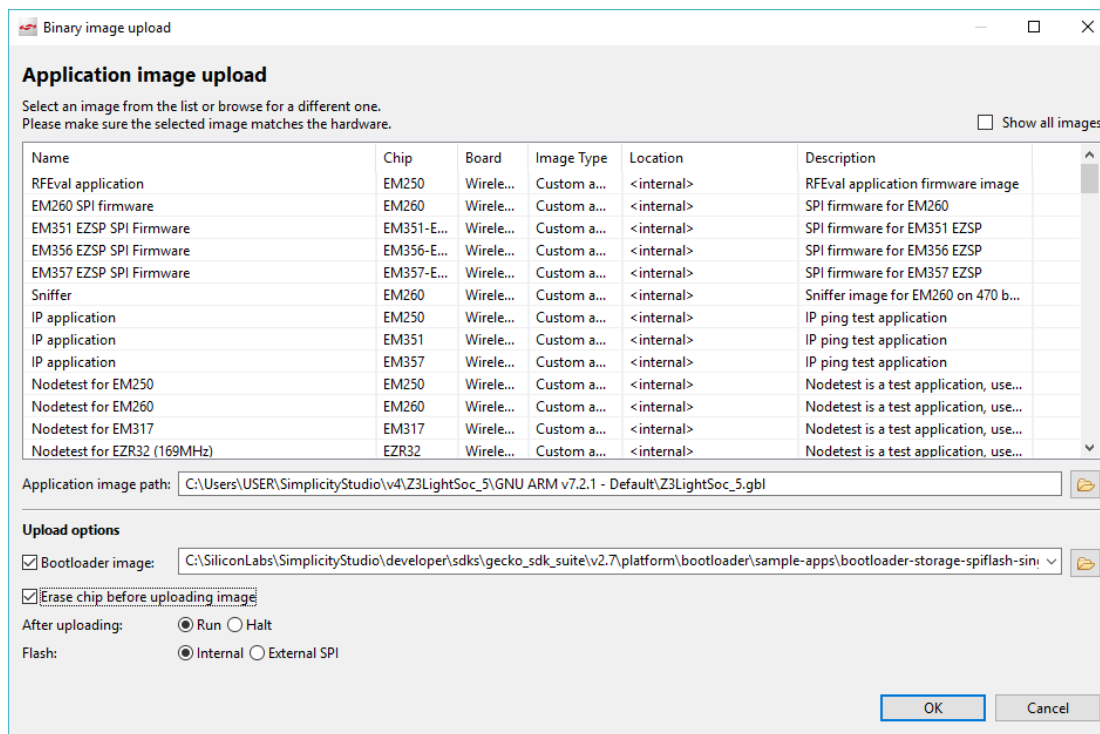 Binary image upload
Application image upload
Select an image from the list or browse for a different one.
Please make sure the selected image matches the hardware.
Show all images
Name Chip Board Image Type Location Description
RFEval application EM250 Wirele... Custom a... <internal> RFEval application firmware image
EM260 SPI firmware EM260 Wirele... Custom a... <internal> SPI firmware for EM260
EM351 EZSP SPI Firmware EM351-E... Wirele... Custom a... <internal> SPI firmware for EM351 EZSP
EM356 EZSP SPI Firmware EM356-E... Wirele... Custom a... <internal> SPI firmware for EM356 EZSP
EM357 EZSP SPI Firmware EM357-E... Wirele... Custom a... <internal> SPI firmware for EM357 EZSP
Sniffer EM260 Wirele... Custom a... <internal> Sniffer image for EM260 on 470 b...
IP application EM250 Wirele... Custom a... <internal> IP ping test application
IP application EM351 Wirele... Custom a... <internal> IP ping test application
IP application EM357 Wirele... Custom a... <internal> IP ping test application
Nodetest for EM250 EM250 Wirele... Custom a... <internal> Nodetest is a test application, use...
Nodetest for EM260 EM260 Wirele... Custom a... <internal> Nodetest is a test application, use...
Nodetest for EM317 EM317 Wirele... Custom a... <internal> Nodetest is a test application, use...
Nodetest for EZR32 (169MHz) EZR32 Wirele... Custom a... <internal> Nodetest is a test application, use...
Application image path: C:\Users\USER\SimplicityStudio\v4\Z3LightSoc_5\GNU ARM v7.2.1 - Default\Z3LightSoc_5.gbl
Upload options
Bootloader image: C:\SiliconLabs\SimplicityStudio\developer\sdks\gecko_sdk_suite\v2.7\platform\bootloader\sample-apps\bootloader-storage-spiflash-sing
Erase chip before uploading image
After uploading: Run Halt
Flash: Internal External SPI
OK Cancel